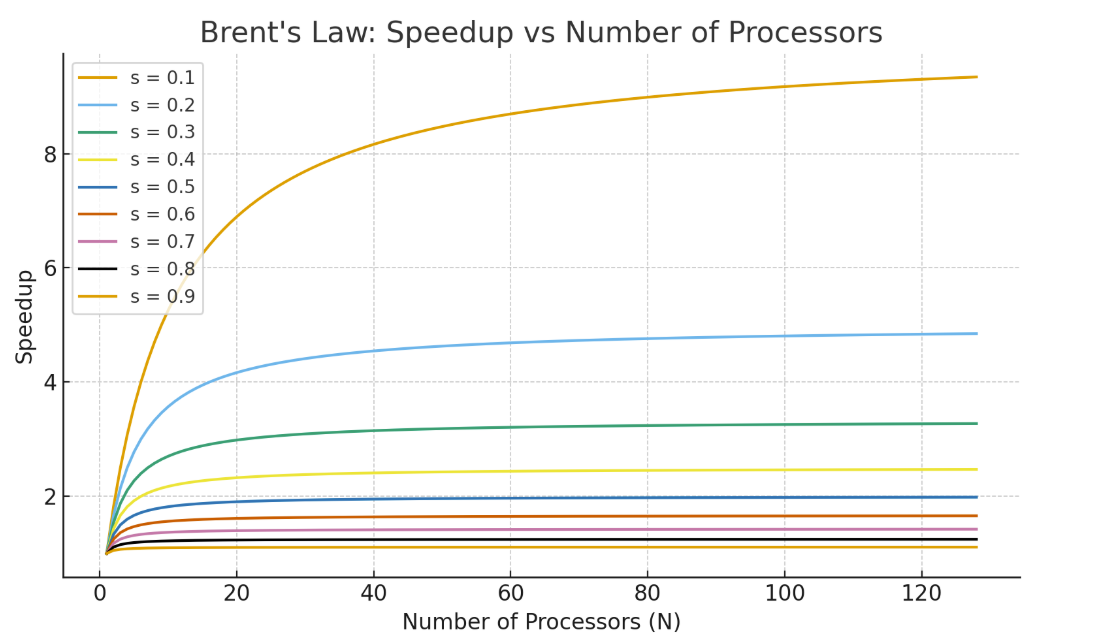 Brent's Law: Speedup vs Number of Processors
s = 0.1
s = 0.2
s = 0.3
s = 0.4
s = 0.5
s = 0.6
s = 0.7
s = 0.8
s = 0.9
8
6
4
2
Speedup
0 20 40 60 80 100 120
Number of Processors (N)